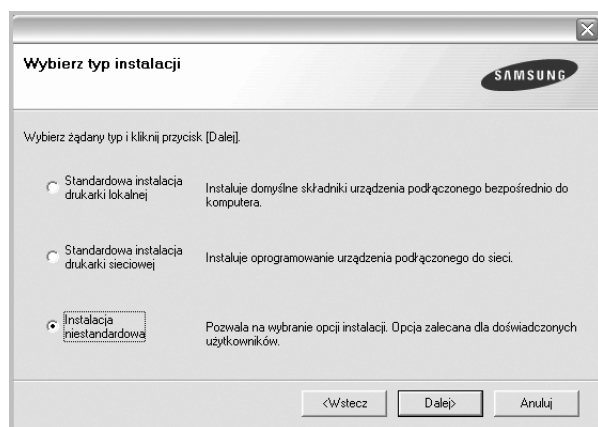 Wybierz typ instalacji
SAMSUNG
Wybierz żądany typ i kliknij przycisk [Dalej].
Standardowa instalacja
drukarki lokalnej
Instaluje domyślne składniki urządzenia podłączonego bezpośrednio do
komputera.
Standardowa instalacja
drukarki sieciowej
Instaluje oprogramowanie urządzenia podłączonego do sieci.
Instalacja
niestandardowa
Pozwala na wybranie opcji instalacji. Opcja zalecana dla doświadczonych
użytkowników.
<Wstecz
Dalej>
Anuluj